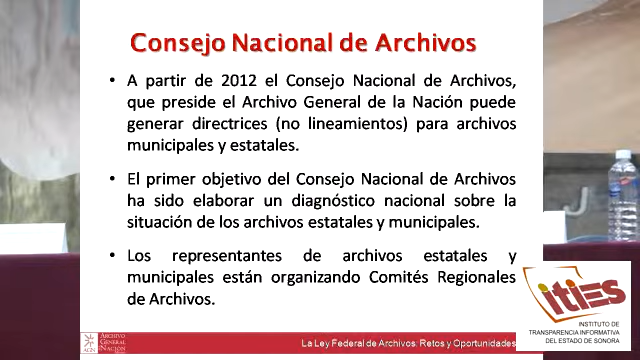 Consejo Nacional de Archivos
• A partir de 2012 el Consejo Nacional de Archivos,
que preside el Archivo General de la Nación puede
generar directrices (no lineamientos) para archivos
municipales y estatales.
• El primer objetivo del Consejo Nacional de Archivos
ha sido elaborar un diagnóstico nacional sobre la
situación de los archivos estatales y municipales.
• Los representantes de archivos estatales y
municipales están organizando Comités Regionales
de Archivos.
AGN
ARCHIVO
GENERAL DE LA
NACIÓN
La Ley Federal de Archivos: Retos y Oportunidades
itiES
INSTITUTO DE
TRANSPARENCIA INFORMATIVA
DEL ESTADO DE SONORA